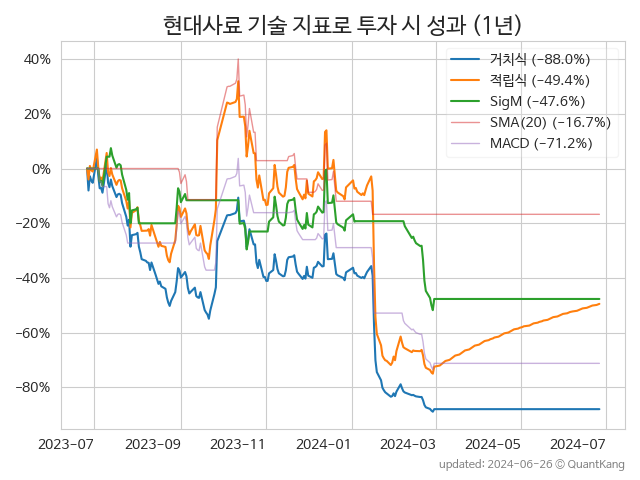 현대사료 기술 지표로 투자 시 성과 (1년)
거치식 (−88.0%)
적립식 (−49.4%)
SigM (−47.6%)
SMA(20) (−16.7%)
MACD (−71.2%)
40%
20%
0%
−20%
−40%
−60%
−80%
2023-07 2023-09 2023-11 2024-01 2024-03 2024-05 2024-07
updated: 2024-06-26 ⓒ QuantKang